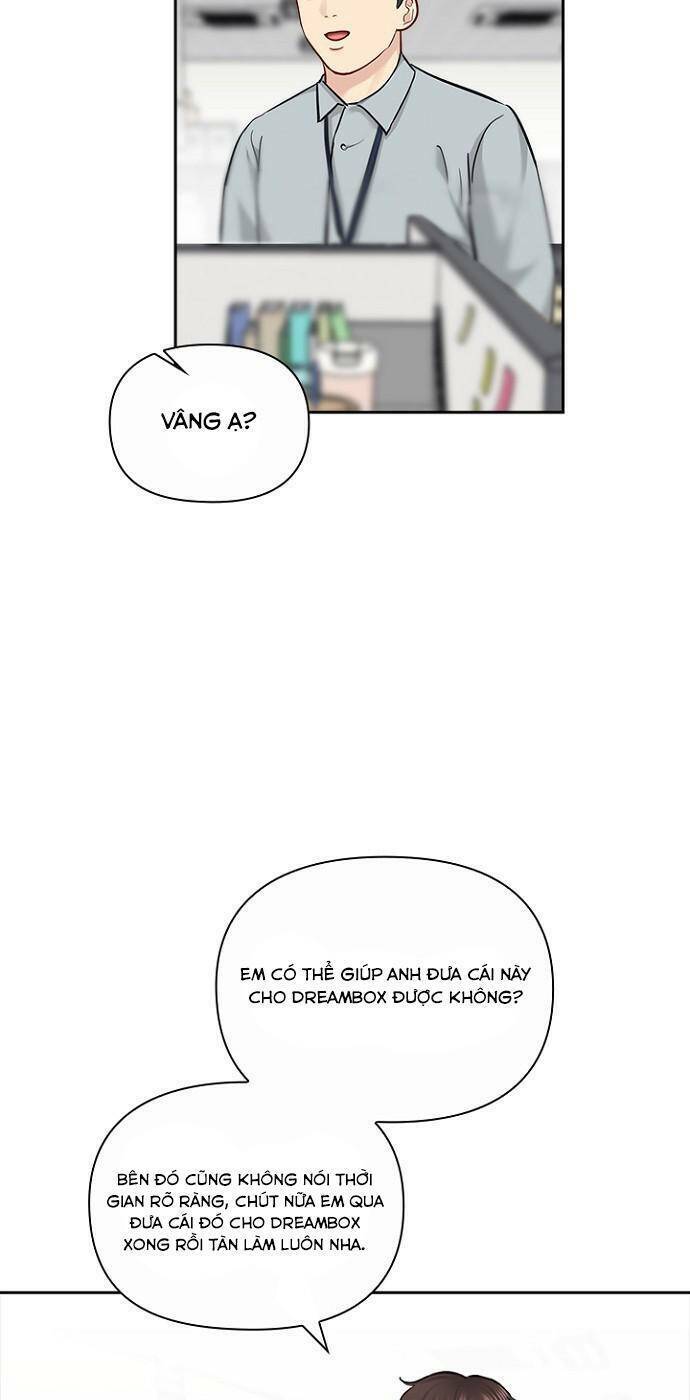 VÂNG Ạ?
EM CÓ THỂ GIÚP ANH ĐƯA CÁI NÀY
CHO DREAMBOX ĐƯỢC KHÔNG?
BÊN ĐÓ CŨNG KHÔNG NÓI THỜI
GIAN RÕ RÀNG, CHÚT NỮA EM QUA
ĐƯA CÁI ĐÓ CHO DREAMBOX
XONG RỒI TAN LÀM LUÔN NHA.